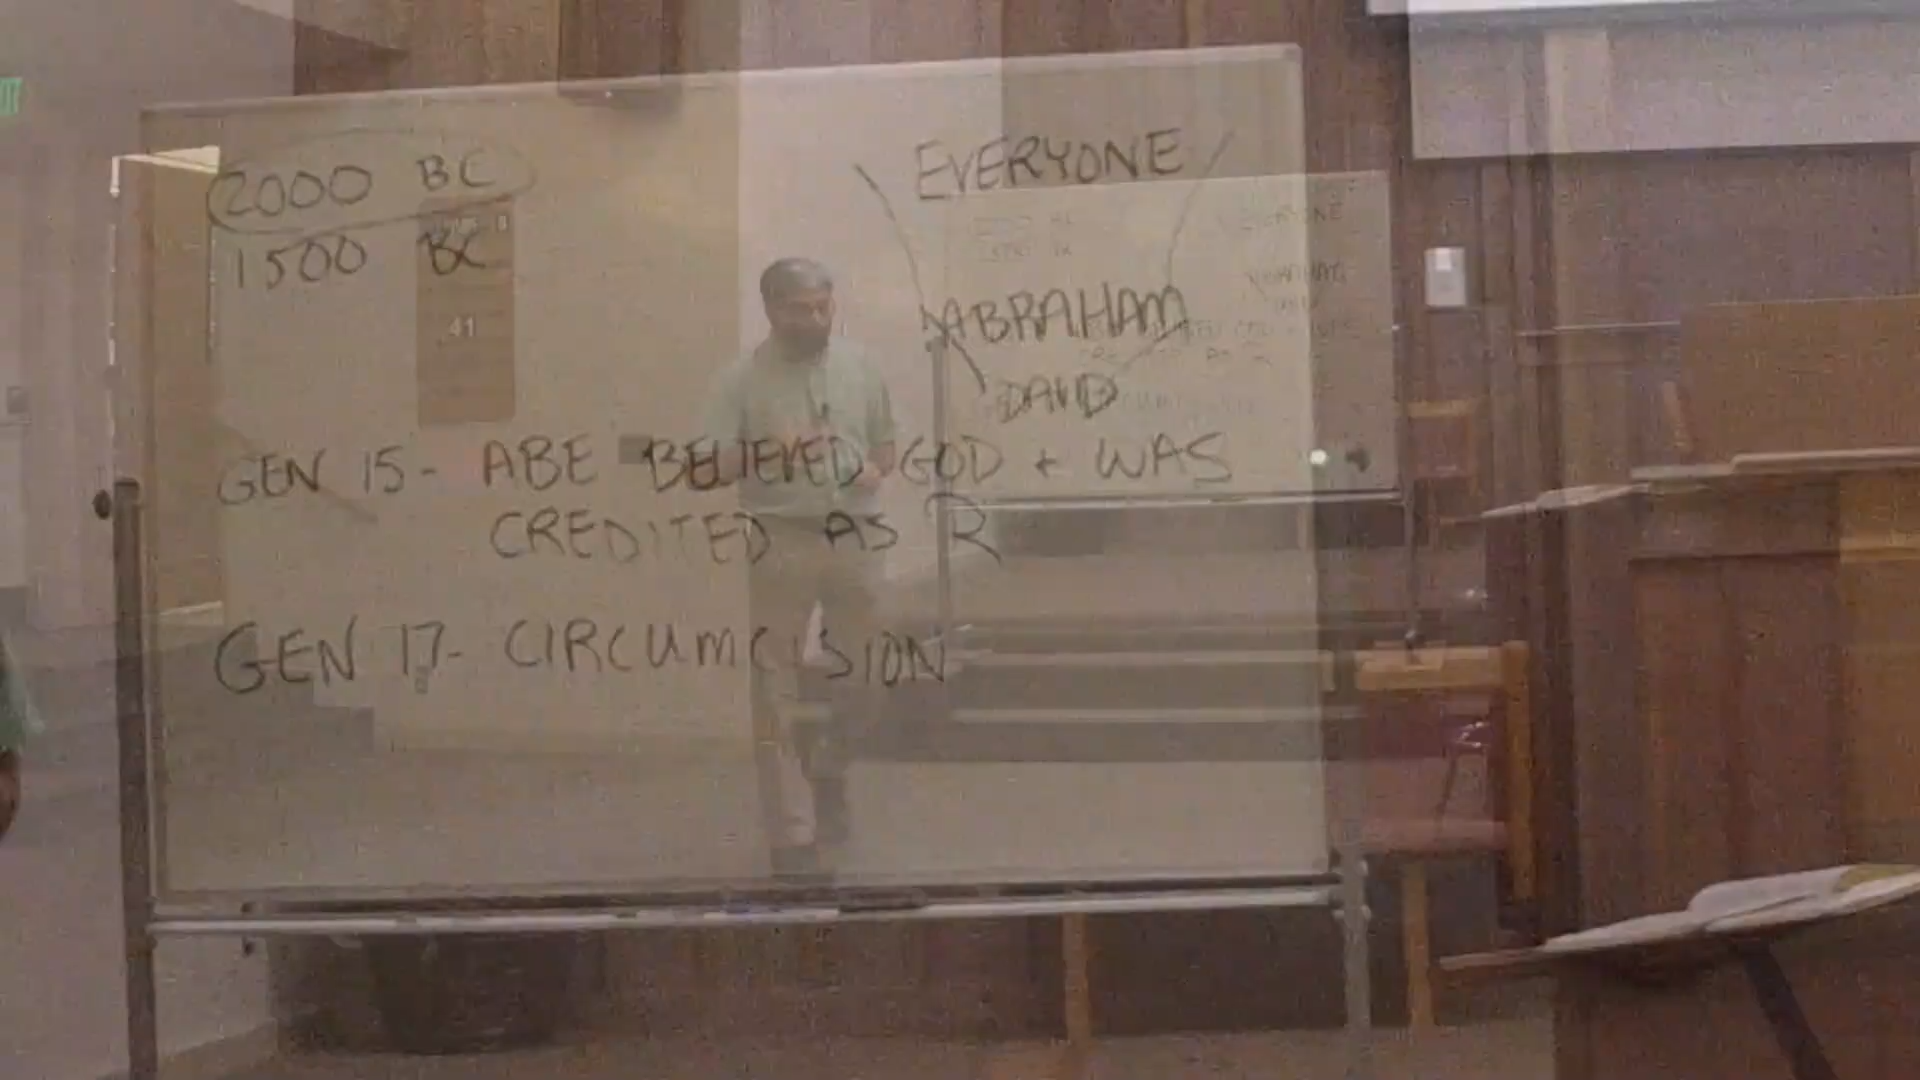 2000 BC
1500 BC
EVERYONE
ABRAHAM
DAVID
GEN 15 - ABE BELIEVED GOD + WAS
CREDITED AS R
GEN 17 - CIRCUMCISION
41